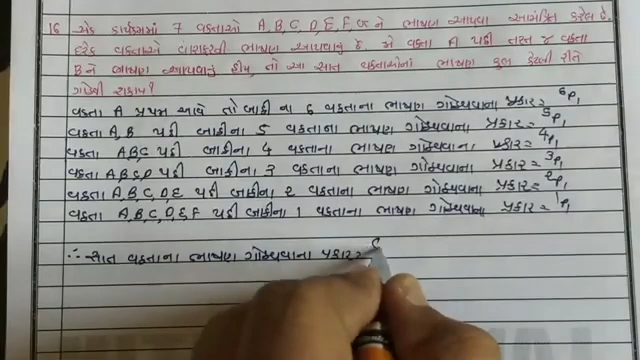 16 એક કાર્યક્રમમાં 7 વક્તાઓ A, B, C, D, E, F, G ને ભાષણ આપવા આમંત્રિત કરેલ છે.
દરેક વક્તાએ વારાફરતી ભાષણ આપવાનું છે. જો વક્તા A પછી તરત જ વક્તા
B ને ભાષણ આપવાનું હોય, તો આ સાત વક્તાઓનાં ભાષણ કુલ કેટલી રીતે
ગોઠવી શકાય?
વક્તા A પ્રથમ આવે તો બાકી ના 6 વક્તાના ભાષણ ગોઠવવાના પ્રકાર = ⁶P₁
વક્તા A, B પછી બાકીના 5 વક્તાના ભાષણ ગોઠવવાના પ્રકાર = ⁵P₁
વક્તા A,B,C પછી બાકીના 4 વક્તાના ભાષણ ગોઠવવાના પ્રકાર = ⁴P₁
વક્તા A,B,C,D પછી બાકીના 3 વક્તાના ભાષણ ગોઠવવાના પ્રકાર = ³P₁
વક્તા A, B, C, D, E પછી બાકીના 2 વક્તાના ભાષણ ગોઠવવાના પ્રકાર = ²P₁
વક્તા A, B, C, D, E, F પછી બાકીના 1 વક્તાના ભાષણ ગોઠવવાના પ્રકાર = ¹P₁
∴ સાત વક્તાના ભાષણ ગોઠવવાના પ્રકાર =